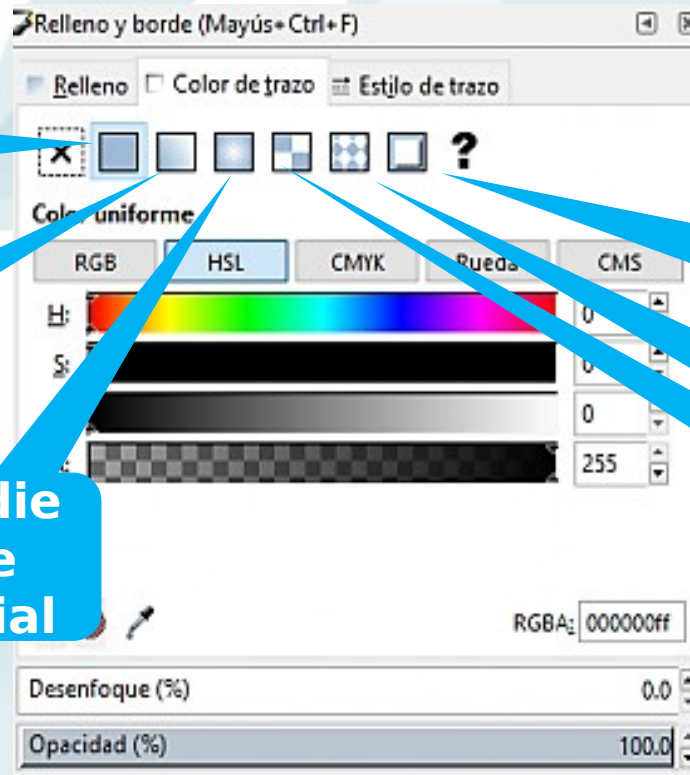 Relleno y borde (Mayús+Ctrl+F)
Relleno Color de trazo Estilo de trazo
?
Color uniforme
RGB HSL CMYK Rueda CMS
H: 0
S: 0
0
255
die
e
ial
RGBA: 000000ff
Desenfoque (%) 0.0
Opacidad (%) 100.0